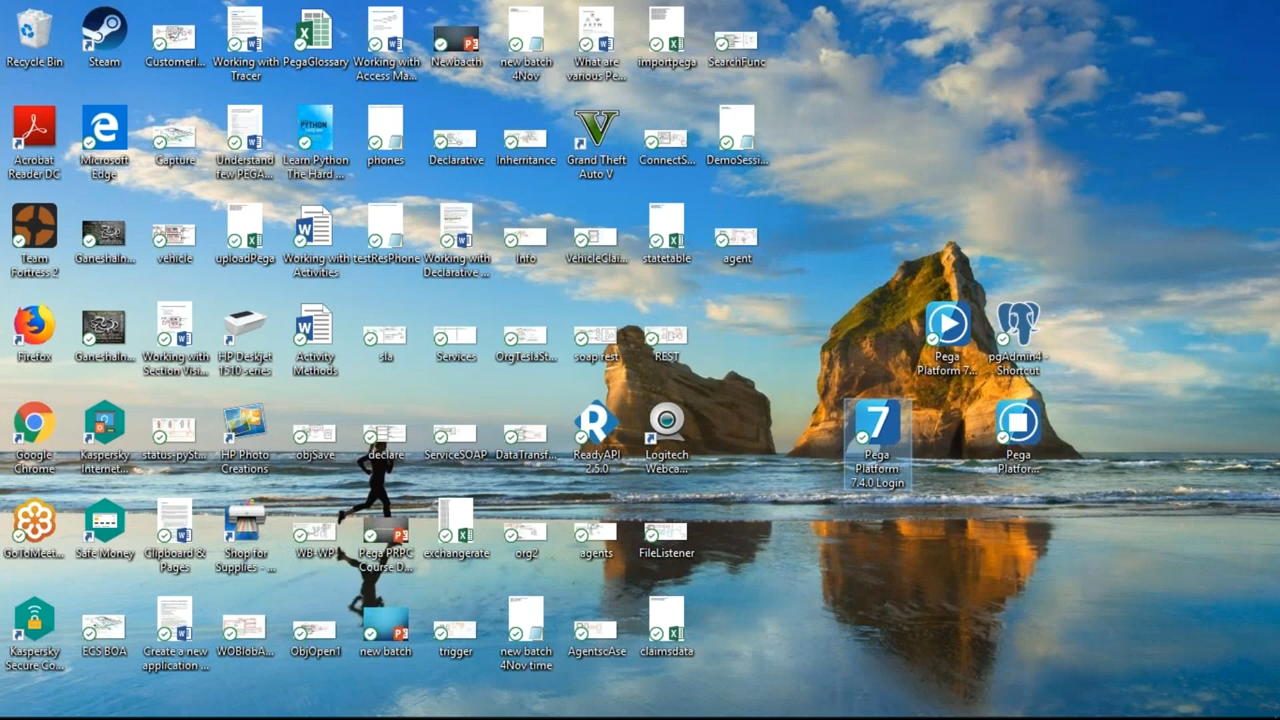 Recycle Bin
Steam
CustomerI...
Working with
Tracer
PegaGlossary
Working with
Access Ma...
Newbacth
new batch
4Nov
What are
various Pe...
importpega
SearchFunc
Acrobat
Reader DC
Microsoft
Edge
Capture
Understand
few PEGA...
Learn Python
The Hard ...
PYTHON
phones
Declarative
Inherritance
Grand Theft
Auto V
ConnectS...
DemoSessi...
Team
Fortress 2
Ganeshain...
vehicle
uploadPega
Working with
Activities
testResPhone
Working with
Declarative ...
Info
VehicleClai...
statetable
agent
Firefox
Ganeshain...
Working with
Section Visi...
HP Deskjet
1510 series
Activity
Methods
sla
Services
OrgTeslaSt...
soap rest
REST
Pega
Platform 7...
pgAdmin4 -
Shortcut
Google
Chrome
Kaspersky
Internet...
status-pySt...
HP Photo
Creations
objSave
declare
ServiceSOAP
DataTransf...
ReadyAPI
2.5.0
Logitech
Webca...
7
Pega
Platform
7.4.0 Login
Pega
Platfor...
GoToMeet...
Safe Money
Clipboard &
Pages
Shop for
Supplies - ...
WB-WP
Pega PRPC
Course D...
exchangerate
org2
agents
FileListener
Kaspersky
Secure Co...
ECS BOA
Create a new
application ...
WOBlobA...
ObjOpen1
new batch
trigger
new batch
4Nov time
AgentscAse
claimsdata